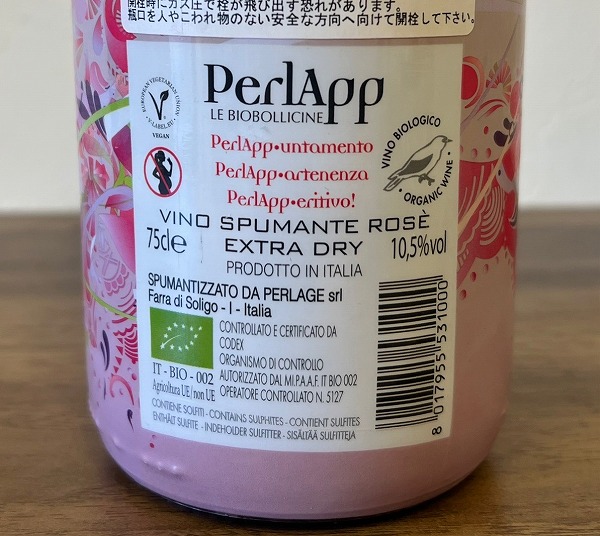 開栓時にガス圧で栓が飛び出す恐れがあります。
瓶口を人やこわれ物のない安全な方向へ向けて開栓して下さい。
PerlApp
LE BIOBOLLICINE
EUROPEAN VEGETARIAN UNION
• V-LABEL.EU •
VEGAN
VINO BIOLOGICO
• ORGANIC WINE •
PerlApp•untamento
PerlApp•artenenza
PerlApp•eritivo!
VINO SPUMANTE ROSÈ
75cle
EXTRA DRY
10,5%vol
PRODOTTO IN ITALIA
SPUMANTIZZATO DA PERLAGE srl
Farra di Soligo - I - Italia
CONTROLLATO E CERTIFICATO DA
CODEX
ORGANISMO DI CONTROLLO
AUTORIZZATO DAL MI.P.A.A.F. IT BIO 002
OPERATORE CONTROLLATO N. 5127
IT - BIO - 002
Agricoltura UE/non UE
CONTIENE SOLFITI - CONTAINS SULPHITES - CONTIENT SULFITES
ENTHÄLT SULFITE - INDEHOLDER SULFITTER - SISÄLTÄÄ SULFITTEJA
8 017955 531000